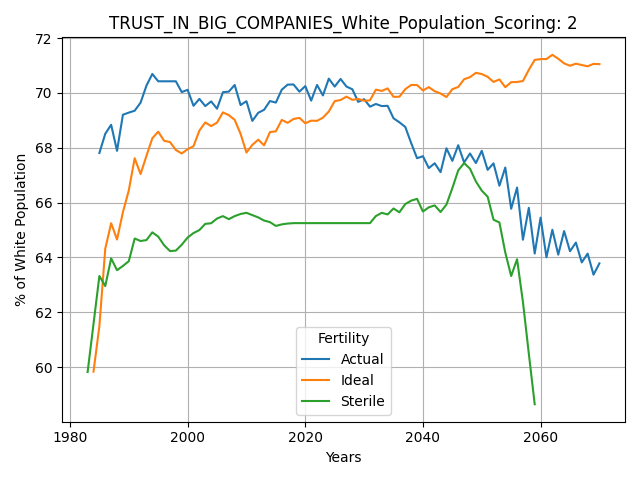 TRUST_IN_BIG_COMPANIES_White_Population_Scoring: 2
72
70
68
66
64
62
60
% of White Population
1980
2000
2020
2040
2060
Years
Fertility
Actual
Ideal
Sterile